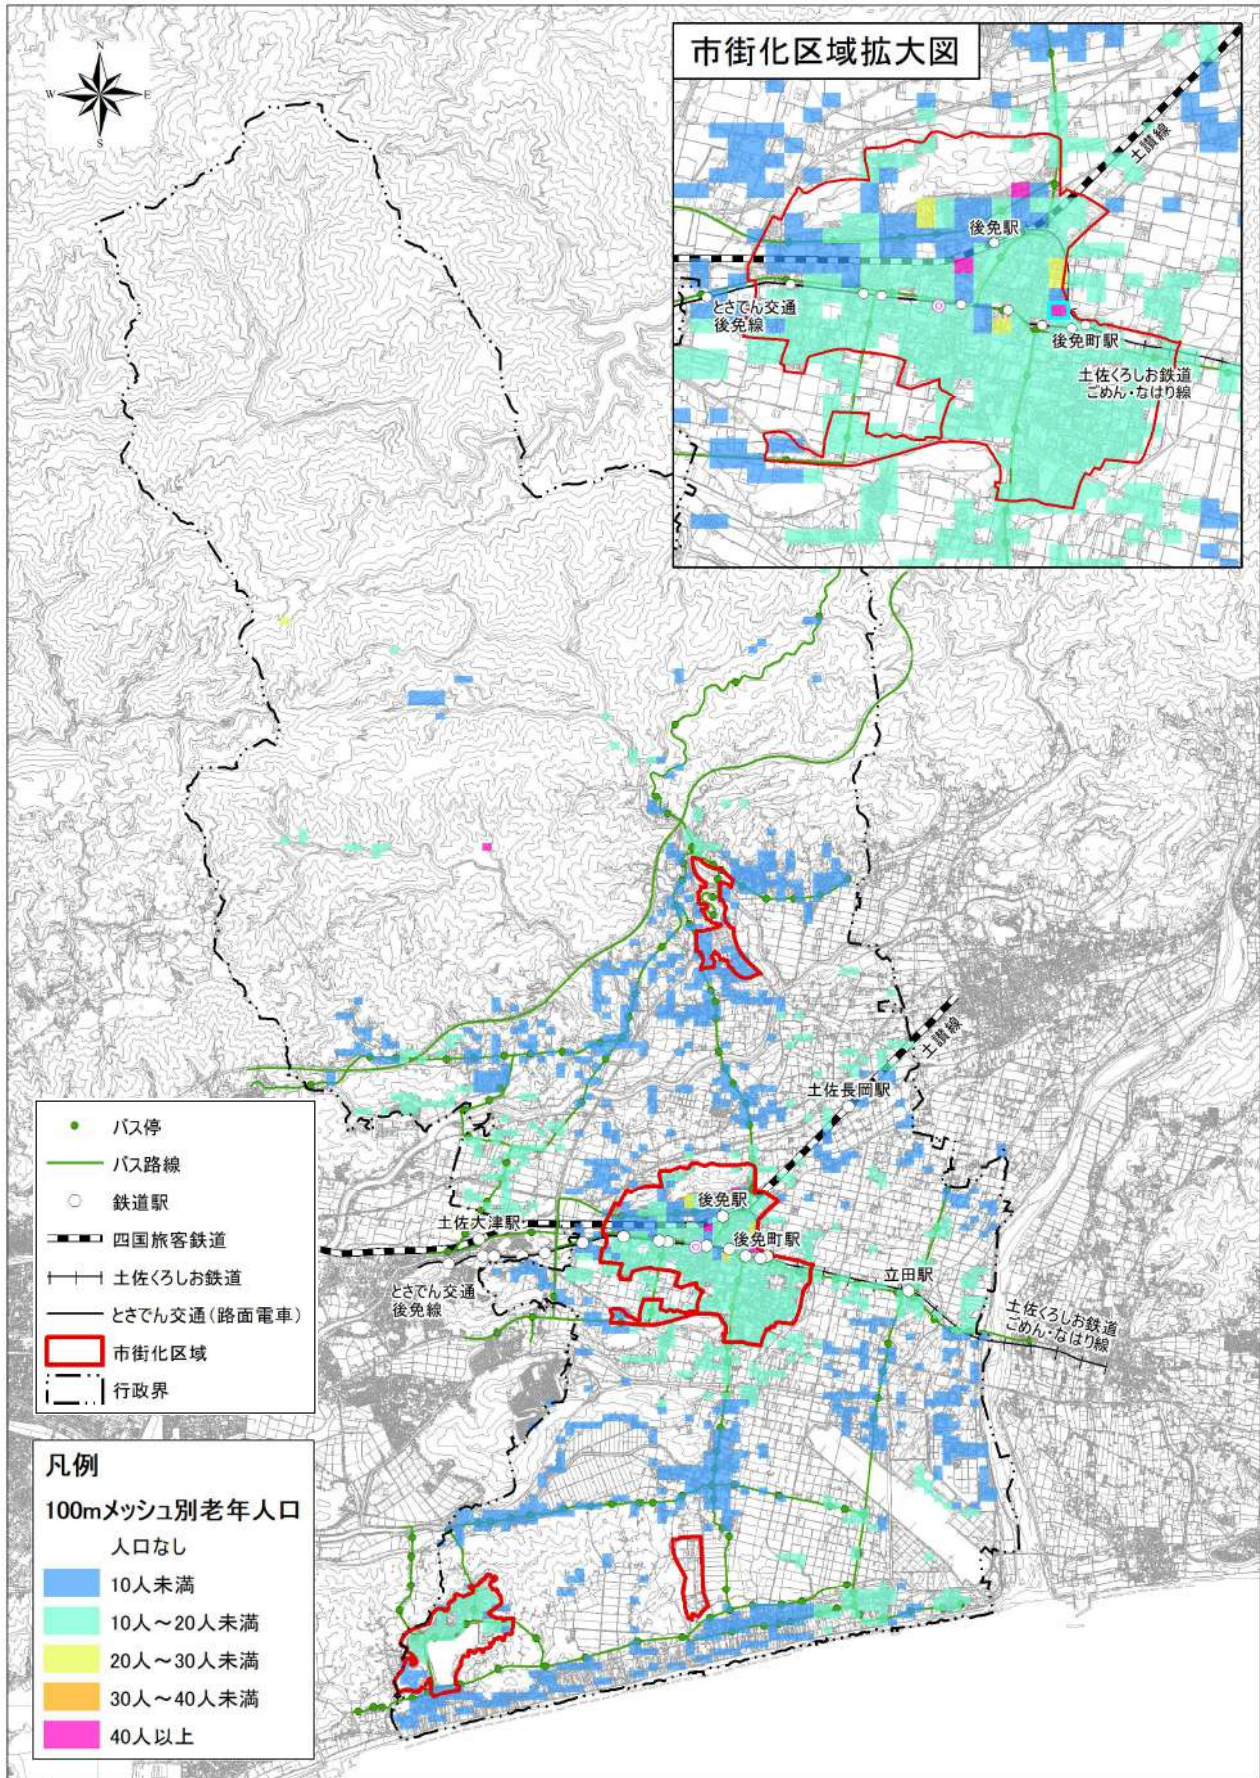 N
W
E
S
市街化区域拡大図
土讃線
後免駅
とさでん交通
後免線
後免町駅
土佐くろしお鉄道
ごめん・なはり線
土讃線
土佐長岡駅
後免駅
土佐大津駅
後免町駅
とさでん交通
後免線
立田駅
土佐くろしお鉄道
ごめん・なはり線
バス停
バス路線
鉄道駅
四国旅客鉄道
土佐くろしお鉄道
とさでん交通(路面電車)
市街化区域
行政界
凡例
100mメッシュ別老年人口
人口なし
10人未満
10人～20人未満
20人～30人未満
30人～40人未満
40人以上